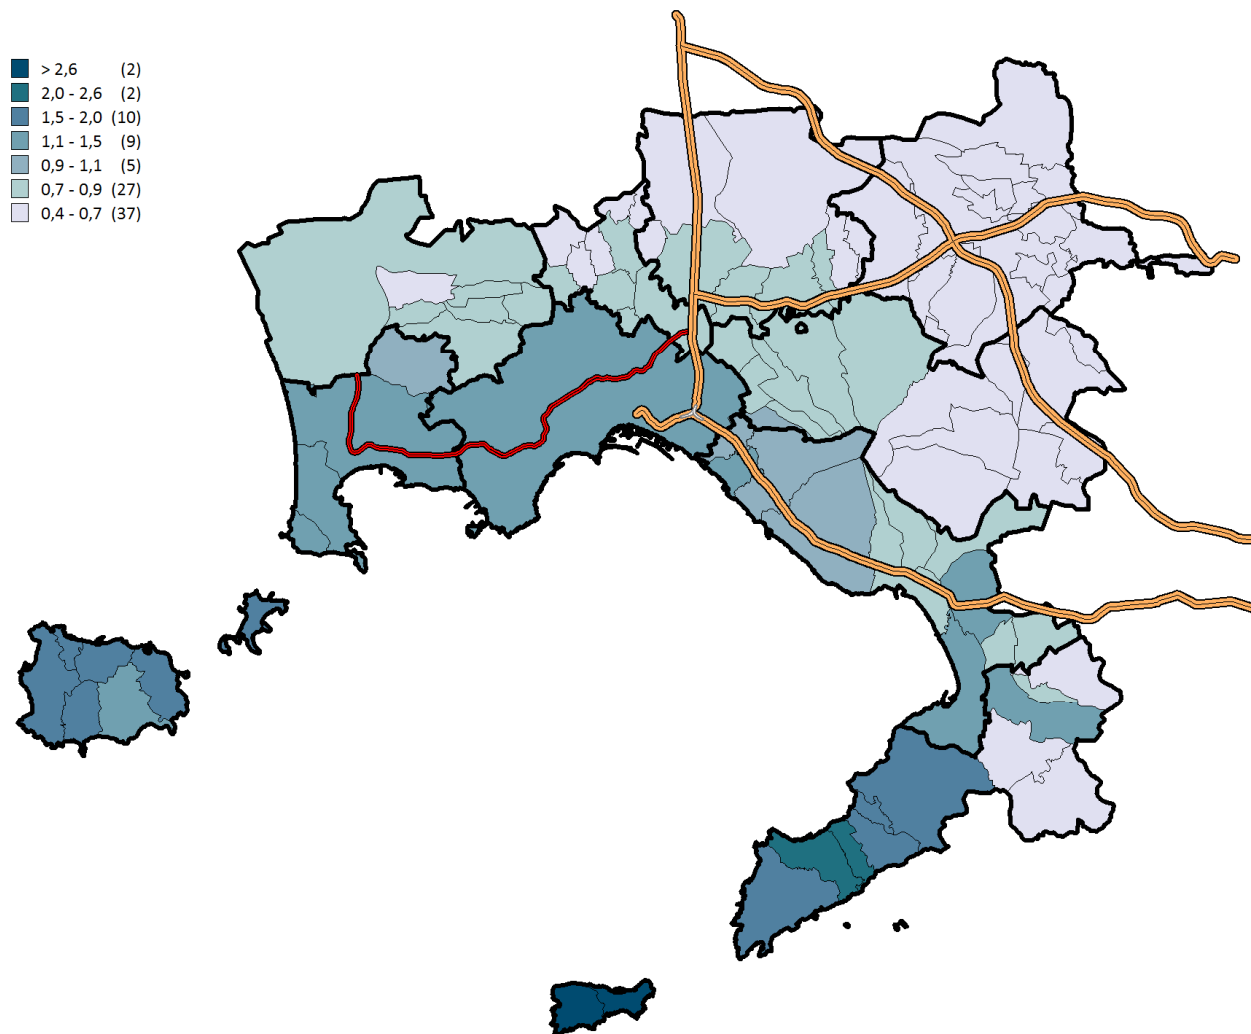 > 2,6 (2)
2,0 - 2,6 (2)
1,5 - 2,0 (10)
1,1 - 1,5 (9)
0,9 - 1,1 (5)
0,7 - 0,9 (27)
0,4 - 0,7 (37)